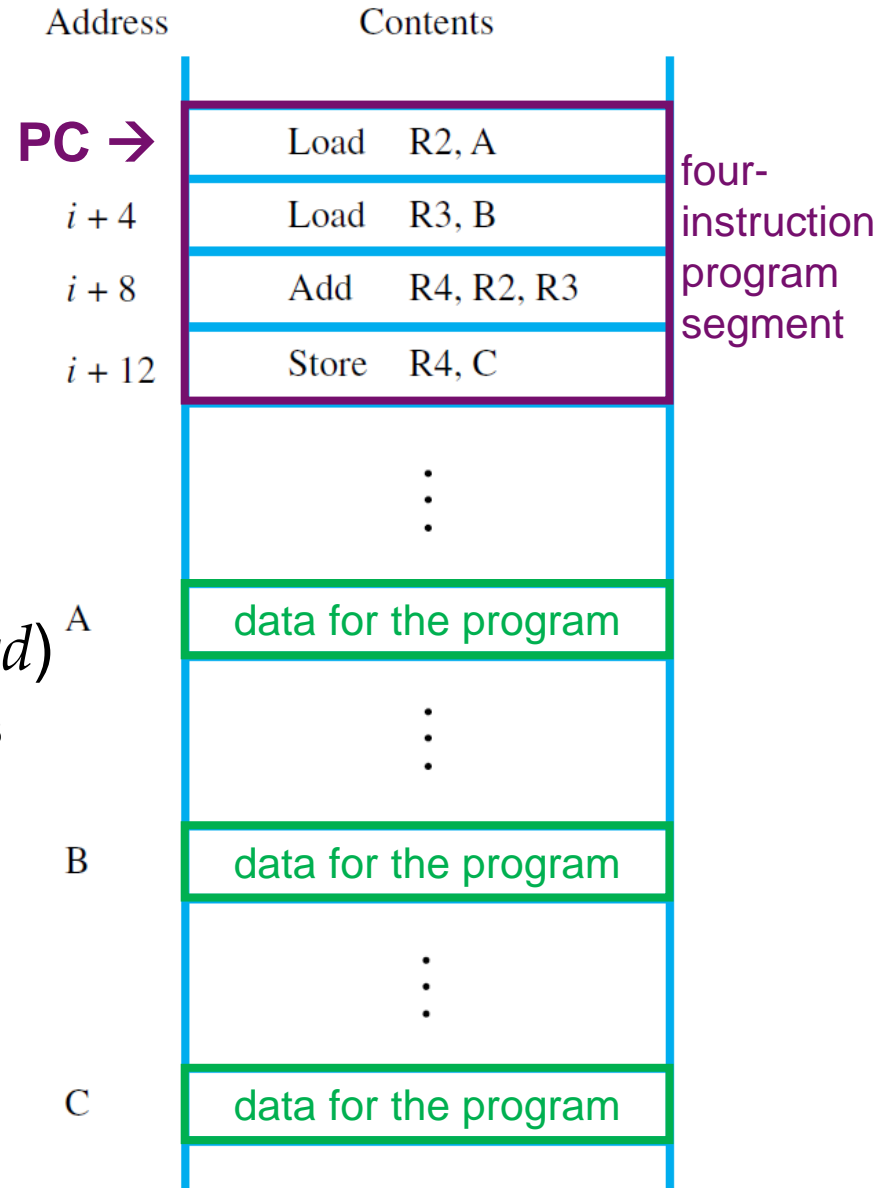 Address Contents
PC → Load R2, A
i + 4 Load R3, B
i + 8 Add R4, R2, R3
i + 12 Store R4, C
four-
instruction
program
segment
A data for the program
d)
s
B data for the program
C data for the program